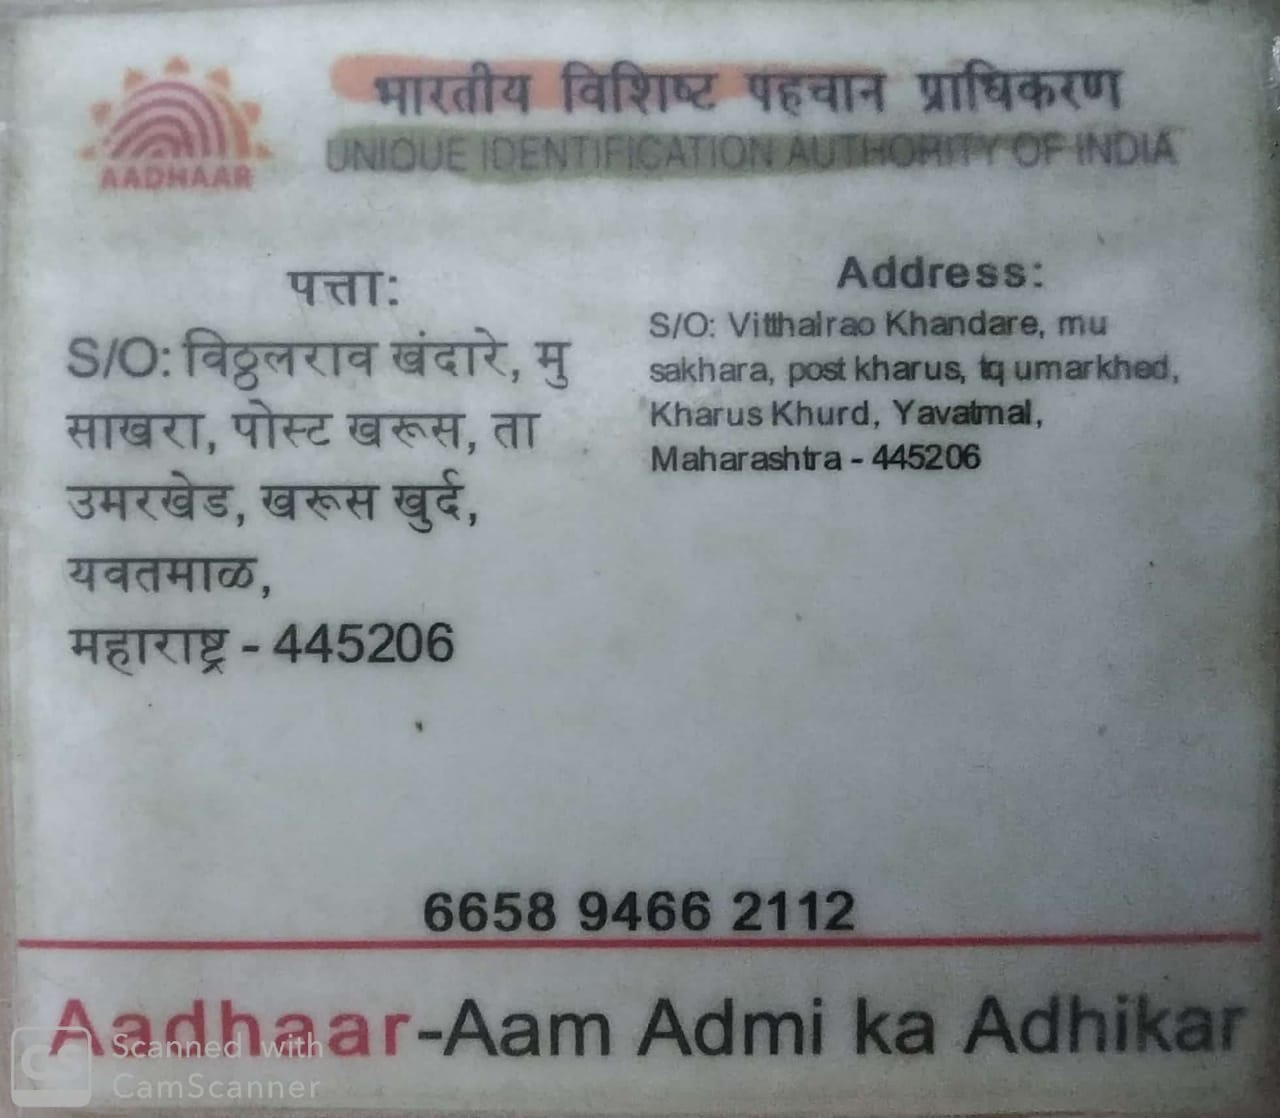 AADHAAR
भारतीय विशिष्ट पहचान प्राधिकरण
UNIQUE IDENTIFICATION AUTHORITY OF INDIA
पत्ता:
S/O: विठ्ठलराव खंदारे, मु
साखरा, पोस्ट खरूस, ता
उमरखेड, खरूस खुर्द,
यवतमाळ,
महाराष्ट्र - 445206
Address:
S/O: Vitthalrao Khandare, mu
sakhara, post kharus, tq umarkhed,
Kharus Khurd, Yavatmal,
Maharashtra - 445206
6658 9466 2112
Aadhaar-Aam Admi ka Adhikar
CS
Scanned with
CamScanner